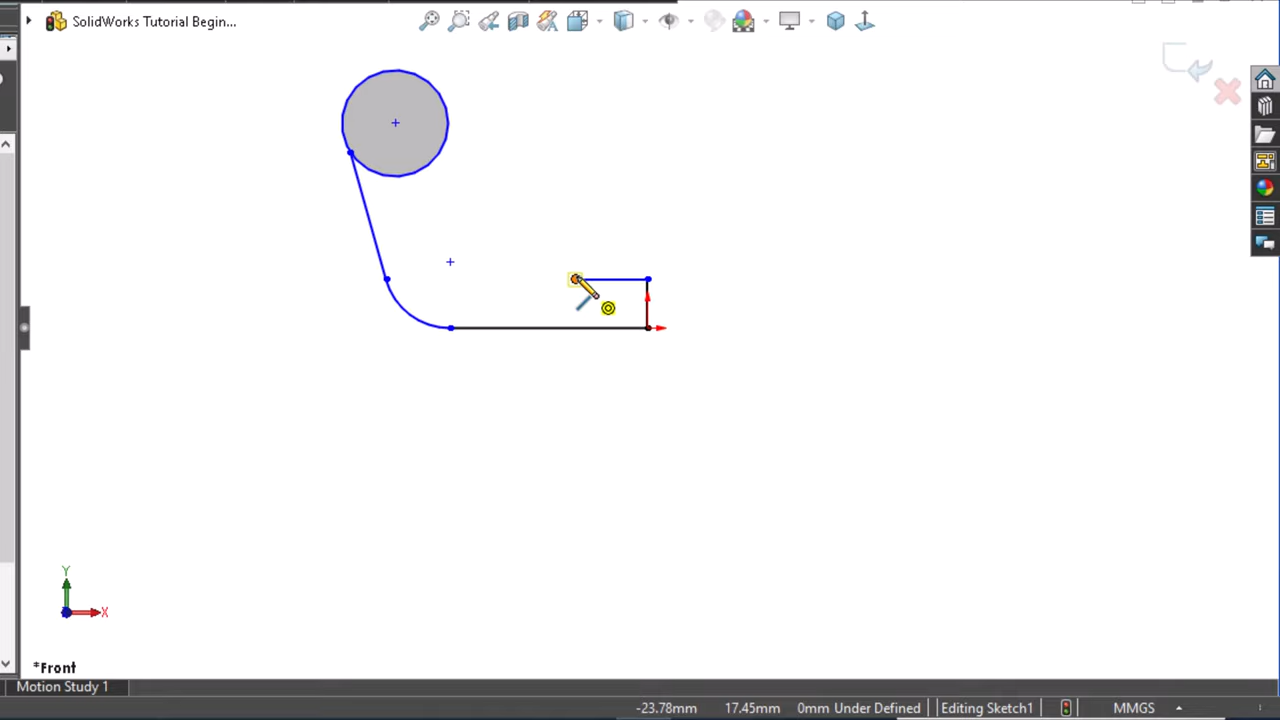 SolidWorks Tutorial Begin...
Y
X
*Front
Motion Study 1
-23.78mm 17.45mm 0mm Under Defined Editing Sketch1 MMGS